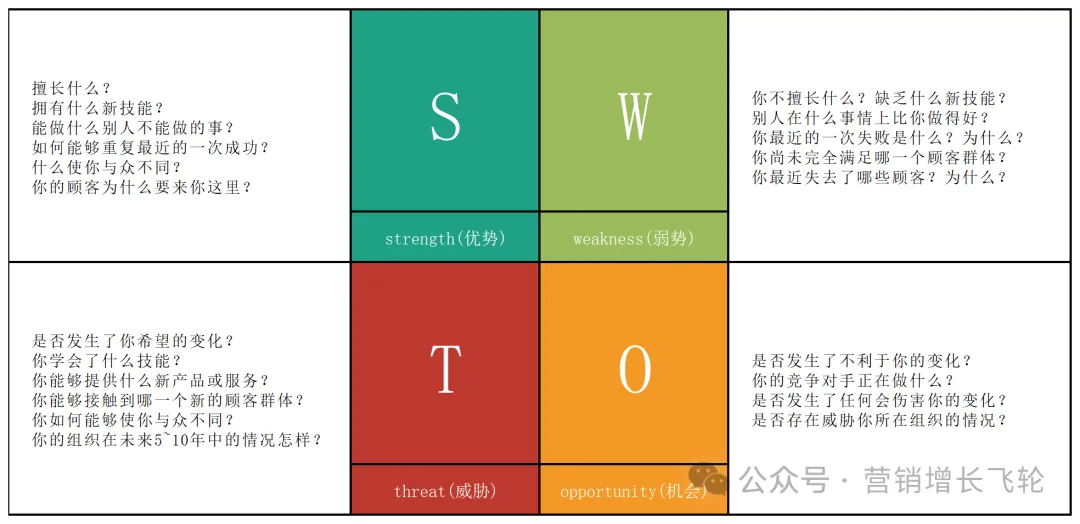 擅长什么？
拥有什么新技能？
能做什么别人不能做的事？
如何能够重复最近的一次成功？
什么使你与众不同？
你的顾客为什么要来你这里？
S
strength(优势)
W
weakness(弱势)
你不擅长什么？缺乏什么新技能？
别人在什么事情上比你做得好？
你最近的一次失败是什么？为什么？
你尚未完全满足哪一个顾客群体？
你最近失去了哪些顾客？为什么？
是否发生了你希望的变化？
你学会了什么技能？
你能够提供什么新产品或服务？
你能够接触到哪一个新的顾客群体？
你如何能够使你与众不同？
你的组织在未来5~10年中的情况怎样？
T
threat(威胁)
O
opportunity(机会)
是否发生了不利于你的变化？
你的竞争对手正在做什么？
是否发生了任何会伤害你的变化？
是否存在威胁你所在组织的情况？
公众号·营销增长飞轮